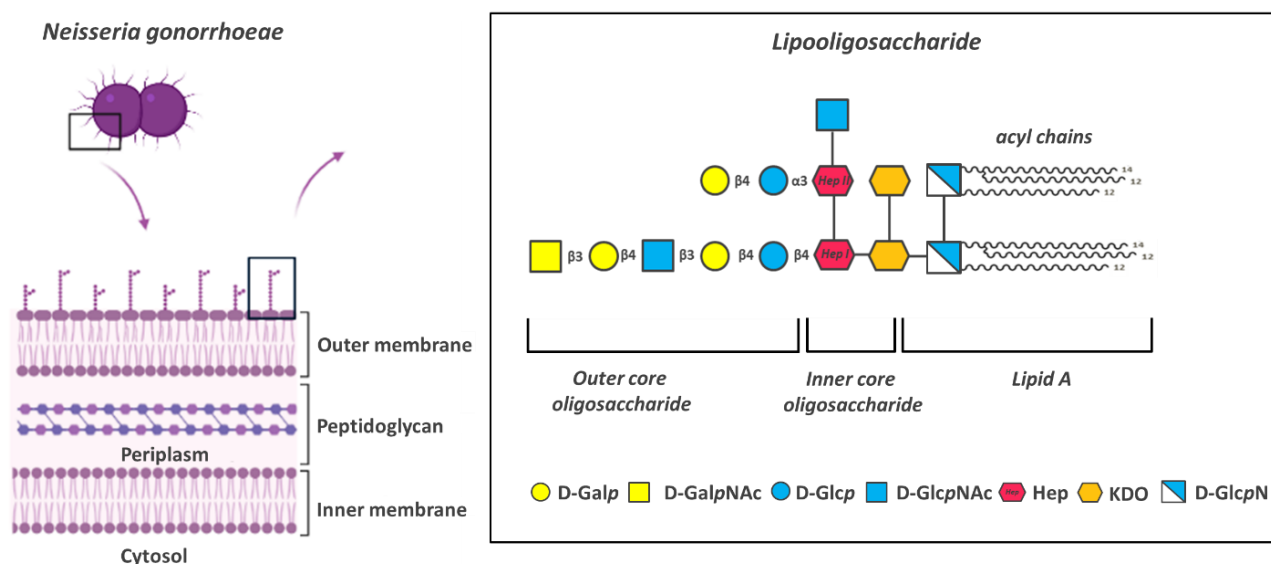 Neisseria gonorrhoeae
Outer membrane
Peptidoglycan
Periplasm
Inner membrane
Cytosol
Lipooligosaccharide
acyl chains
β4 α3 Hep II 14
12
12
β3 β4 β3 β4 β4 Hep I 14
12
12
Outer core
oligosaccharide
Inner core
oligosaccharide
Lipid A
D-Galp D-GalpNAc D-Glcp D-GlcpNAc Hep Hep KDO D-GlcpN